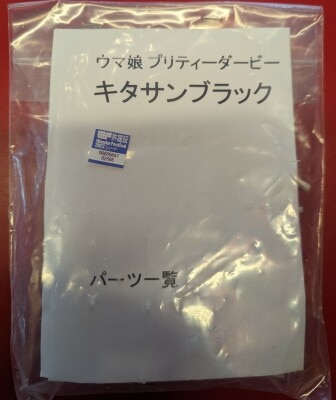 ウマ娘 プリティーダービー
キタサンブラック
パーツ一覧